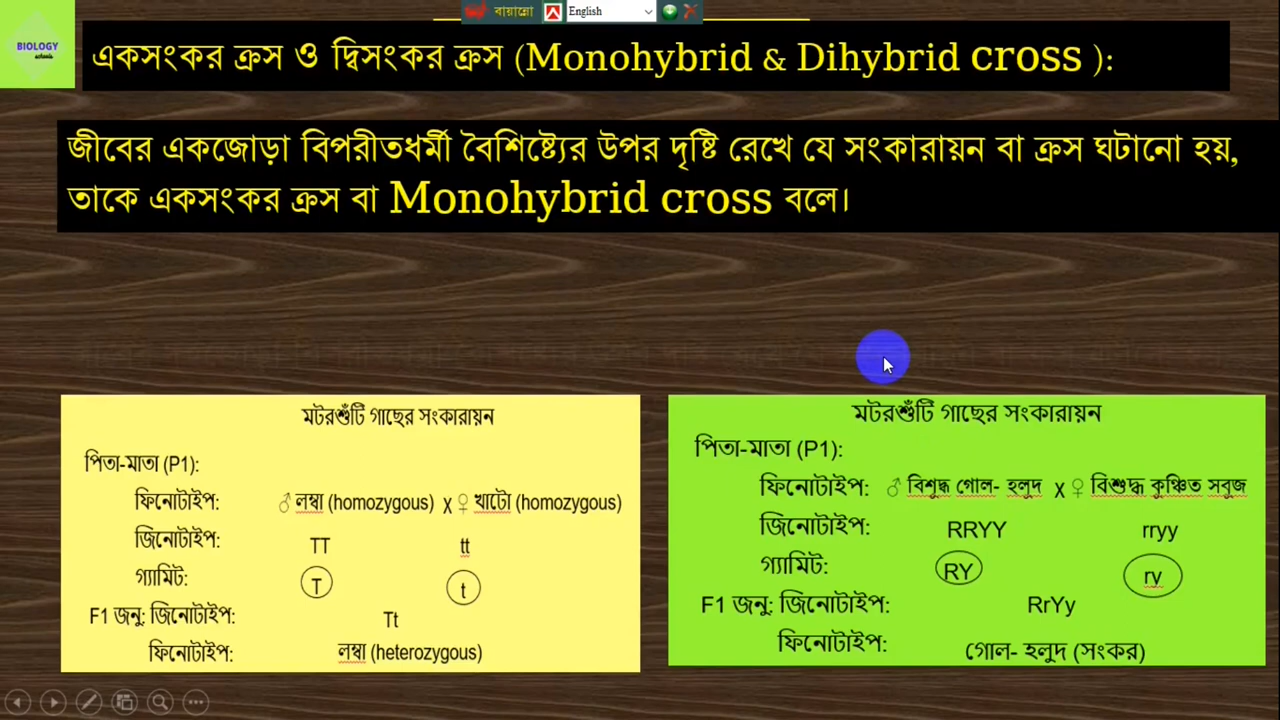 বায়ান্নো
English
BIOLOGY
schools
একসংকর ক্রস ও দ্বিসংকর ক্রস (Monohybrid & Dihybrid cross ):
জীবের একজোড়া বিপরীতধর্মী বৈশিষ্ট্যের উপর দৃষ্টি রেখে যে সংকারায়ন বা ক্রস ঘটানো হয়,
তাকে একসংকর ক্রস বা Monohybrid cross বলে।
মটরশুঁটি গাছের সংকারায়ন
পিতা-মাতা (P1):
ফিনোটাইপ: ♂ লম্বা (homozygous) x ♀ খাটো (homozygous)
জিনোটাইপ: TT tt
গ্যামিট: T t
F1 জনু: জিনোটাইপ: Tt
ফিনোটাইপ: লম্বা (heterozygous)
মটরশুঁটি গাছের সংকারায়ন
পিতা-মাতা (P1):
ফিনোটাইপ: ♂ বিশুদ্ধ গোল- হলুদ x ♀ বিশুদ্ধ কুঞ্চিত সবুজ
জিনোটাইপ: RRYY rryy
গ্যামিট: RY ry
F1 জনু: জিনোটাইপ: RrYy
ফিনোটাইপ: গোল- হলুদ (সংকর)